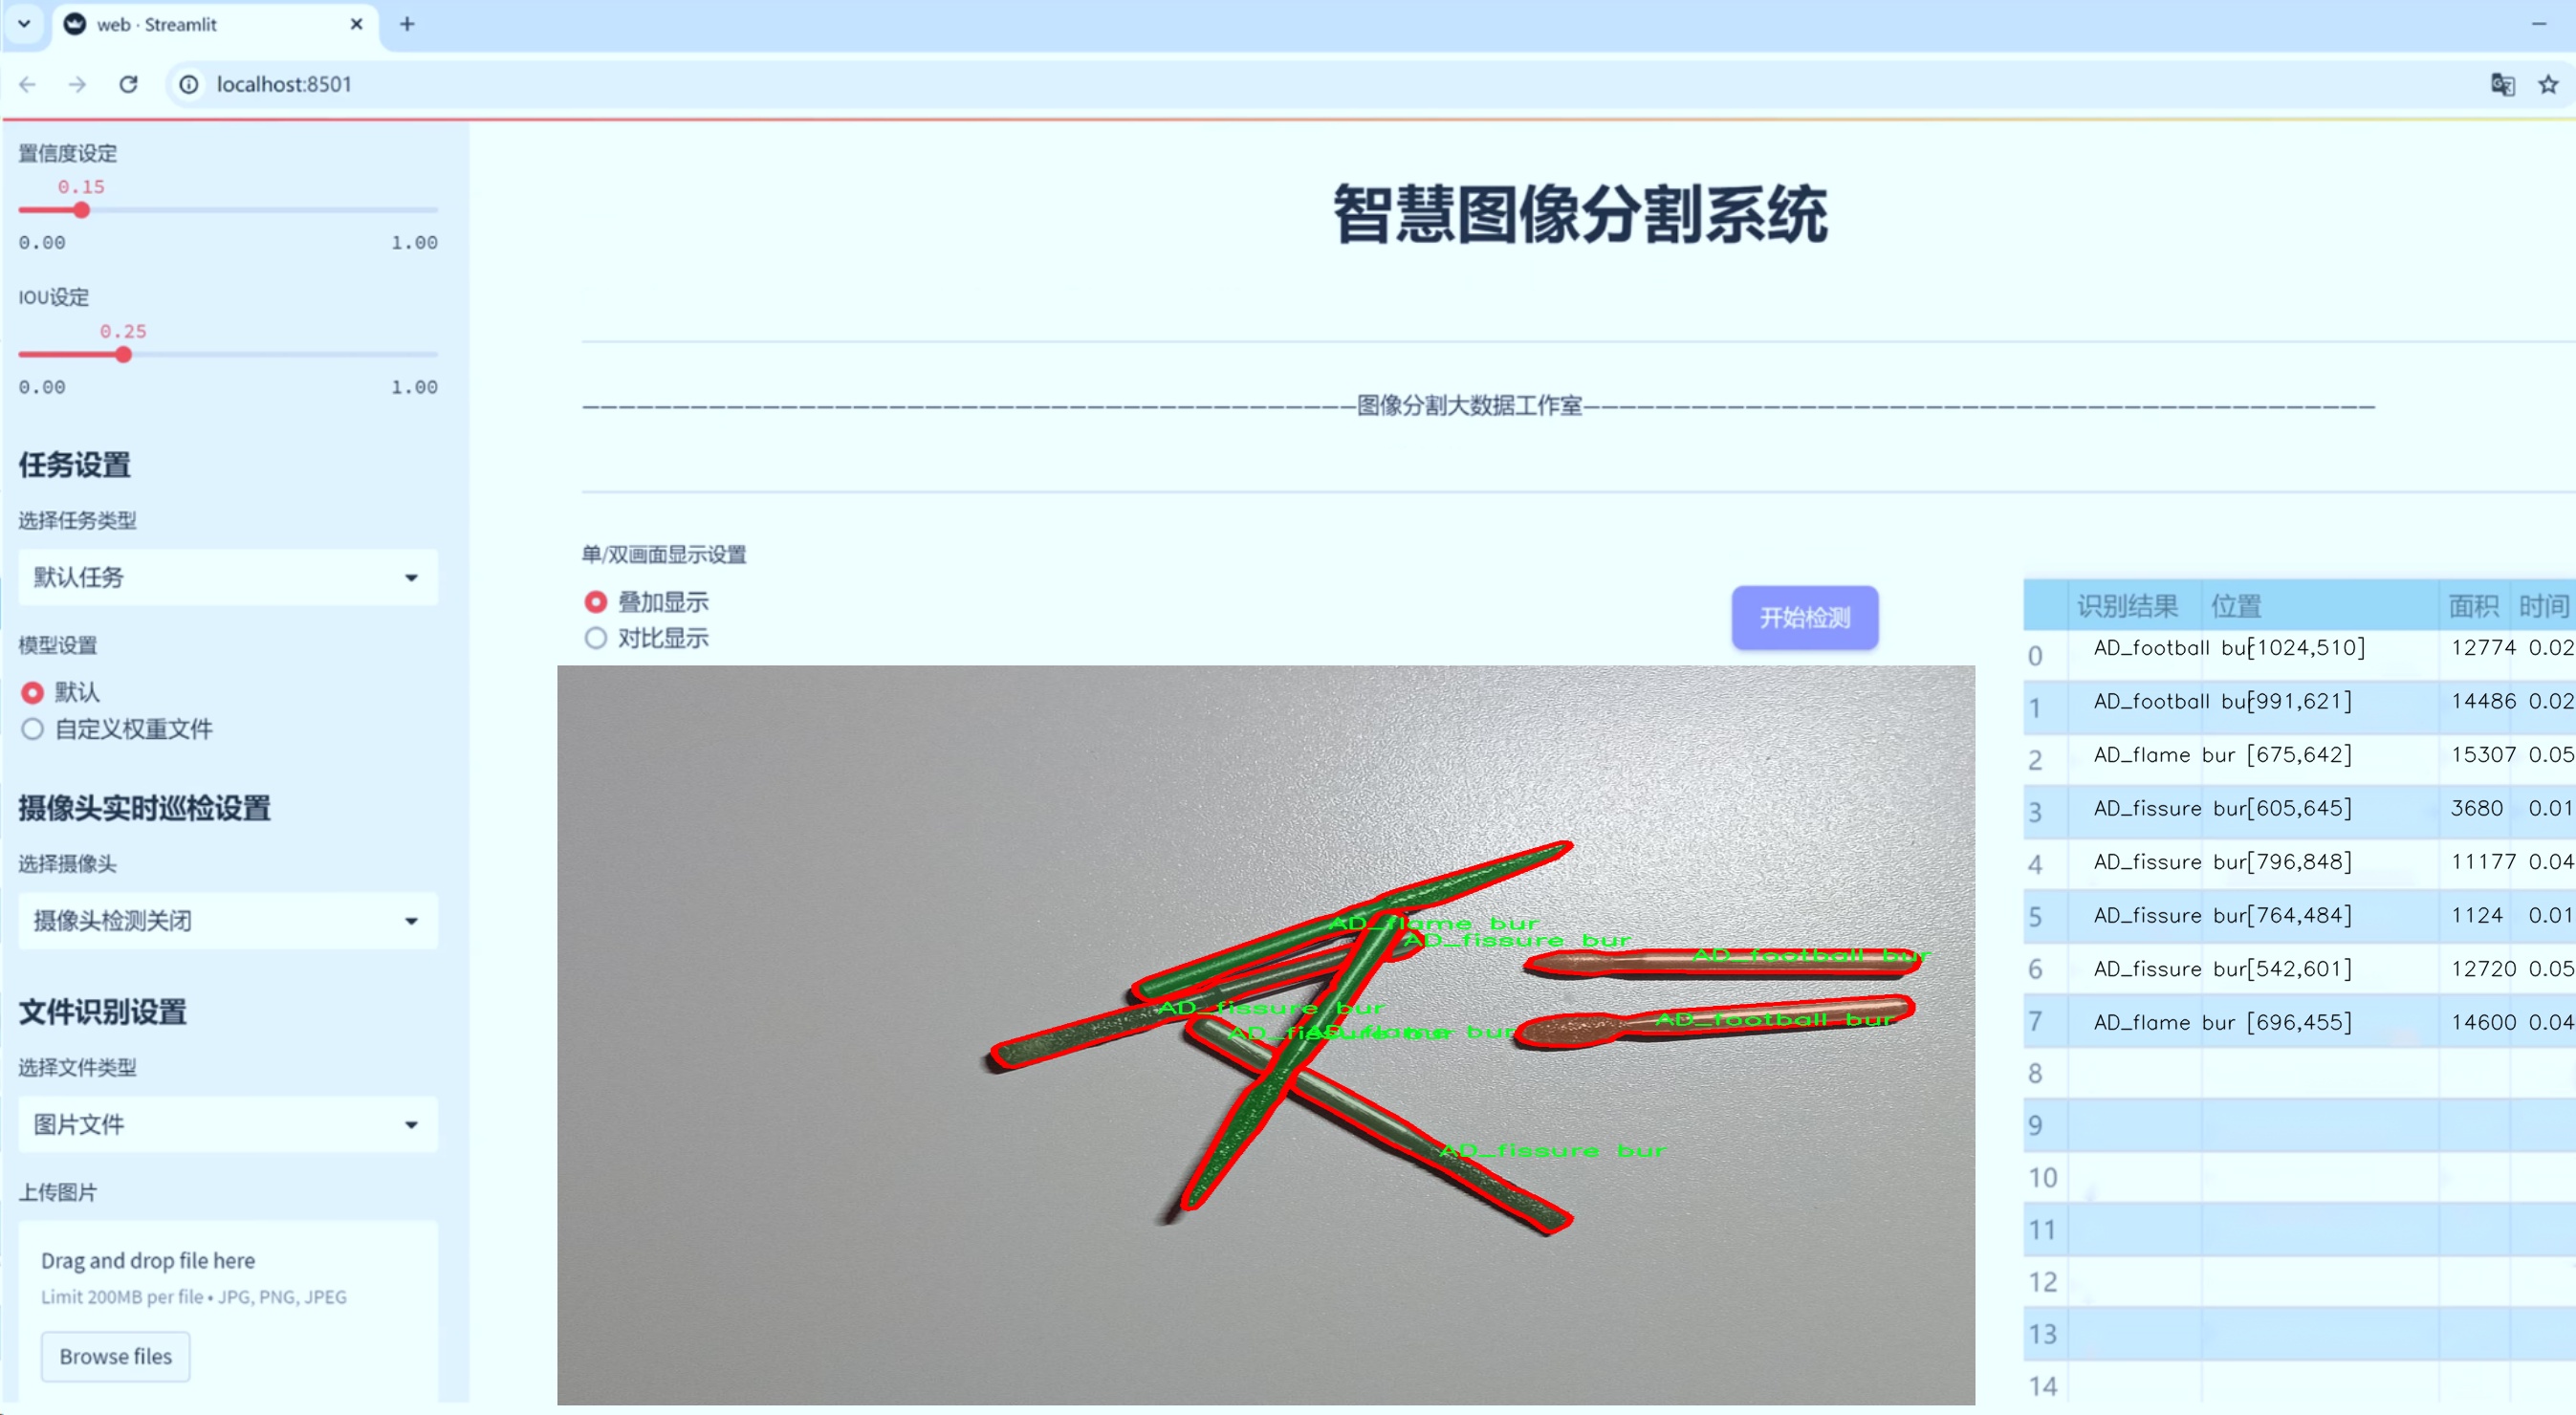 web · Streamlit
localhost:8501
置信度设定
0.15
0.00 1.00
IOU设定
0.25
0.00 1.00
任务设置
选择任务类型
默认任务
模型设置
默认
自定义权重文件
摄像头实时巡检设置
选择摄像头
摄像头检测关闭
文件识别设置
选择文件类型
图片文件
上传图片
Drag and drop file here
Limit 200MB per file • JPG, PNG, JPEG
Browse files
智慧图像分割系统
图像分割大数据工作室
单/双画面显示设置
叠加显示
对比显示
开始检测
AD_flame bur
AD_fissure bur
AD_football bur
AD_fissure bur
AD_football bur
AD_fissure bur
AD_flame bur
AD_fissure bur
识别结果 位置 面积 时间
0 AD_football bur[1024,510] 12774 0.02
1 AD_football bur[991,621] 14486 0.02
2 AD_flame bur [675,642] 15307 0.05
3 AD_fissure bur[605,645] 3680 0.01
4 AD_fissure bur[796,848] 11177 0.04
5 AD_fissure bur[764,484] 1124 0.01
6 AD_fissure bur[542,601] 12720 0.05
7 AD_flame bur [696,455] 14600 0.04
8
9
10
11
12
13
14